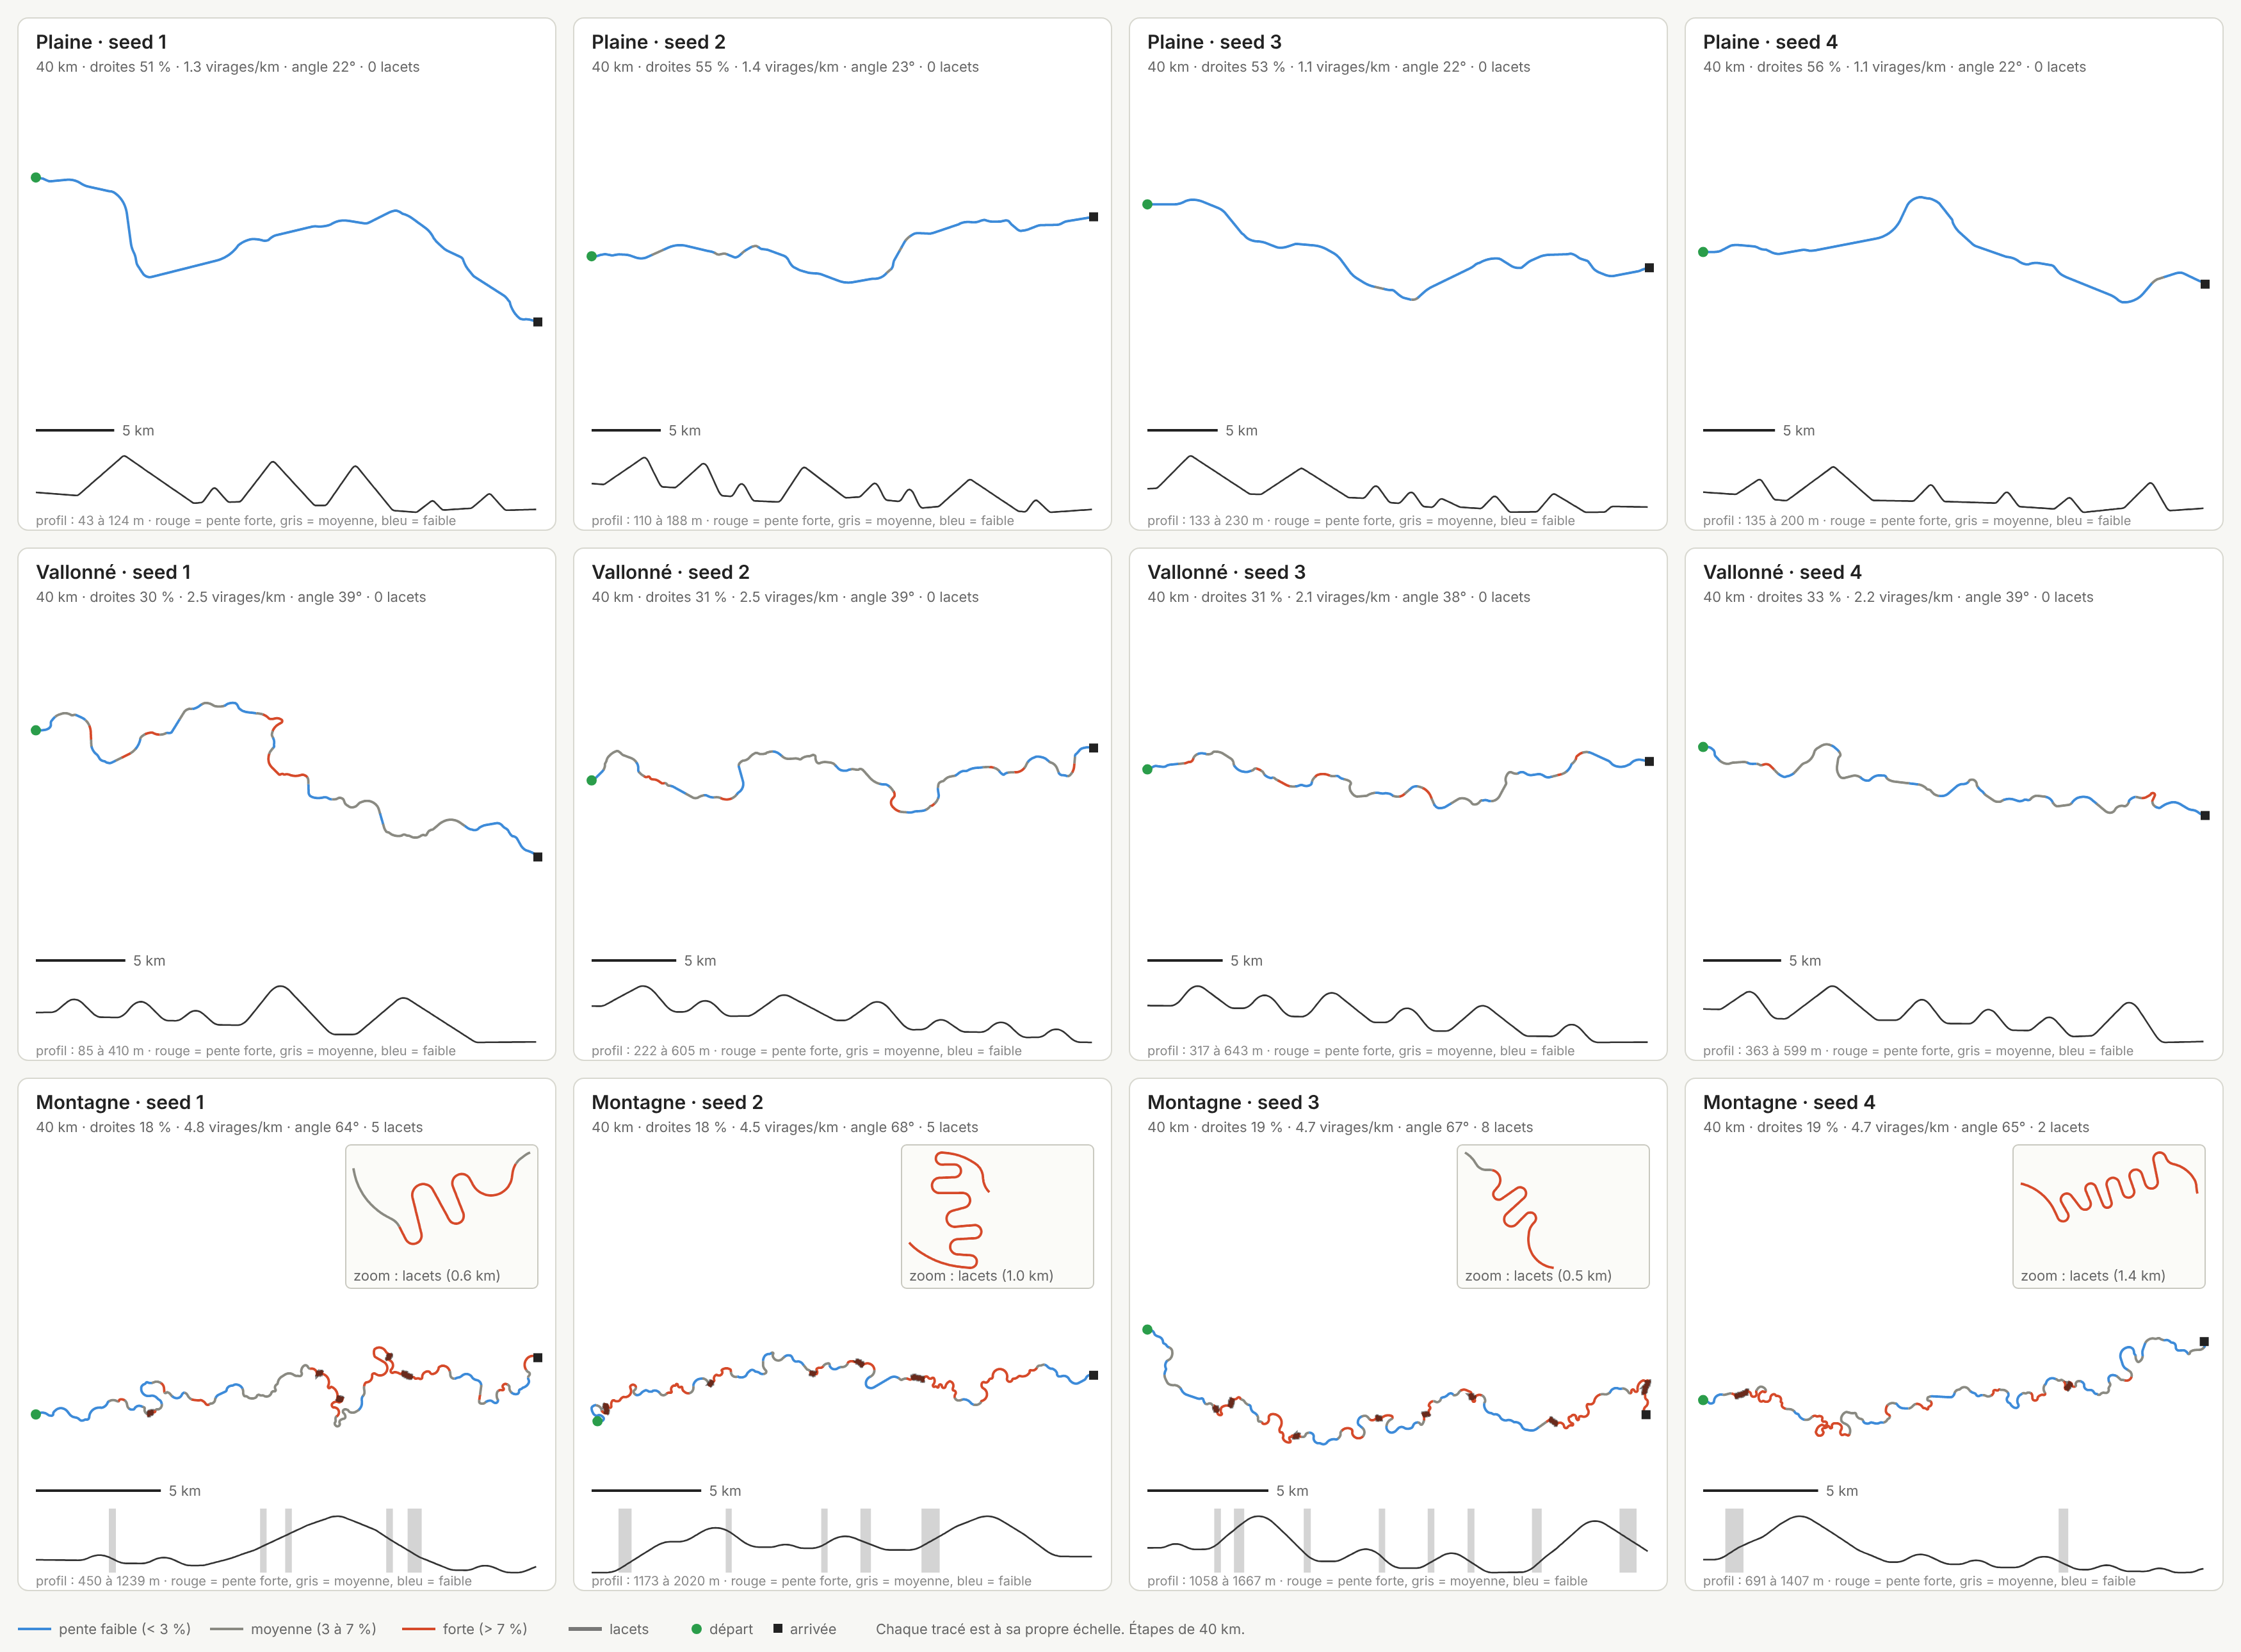 Plaine · seed 1
40 km · droites 51 % · 1.3 virages/km · angle 22° · 0 lacets
5 km
profil : 43 à 124 m · rouge = pente forte, gris = moyenne, bleu = faible
Plaine · seed 2
40 km · droites 55 % · 1.4 virages/km · angle 23° · 0 lacets
5 km
profil : 110 à 188 m · rouge = pente forte, gris = moyenne, bleu = faible
Plaine · seed 3
40 km · droites 53 % · 1.1 virages/km · angle 22° · 0 lacets
5 km
profil : 133 à 230 m · rouge = pente forte, gris = moyenne, bleu = faible
Plaine · seed 4
40 km · droites 56 % · 1.1 virages/km · angle 22° · 0 lacets
5 km
profil : 135 à 200 m · rouge = pente forte, gris = moyenne, bleu = faible
Vallonné · seed 1
40 km · droites 30 % · 2.5 virages/km · angle 39° · 0 lacets
5 km
profil : 85 à 410 m · rouge = pente forte, gris = moyenne, bleu = faible
Vallonné · seed 2
40 km · droites 31 % · 2.5 virages/km · angle 39° · 0 lacets
5 km
profil : 222 à 605 m · rouge = pente forte, gris = moyenne, bleu = faible
Vallonné · seed 3
40 km · droites 31 % · 2.1 virages/km · angle 38° · 0 lacets
5 km
profil : 317 à 643 m · rouge = pente forte, gris = moyenne, bleu = faible
Vallonné · seed 4
40 km · droites 33 % · 2.2 virages/km · angle 39° · 0 lacets
5 km
profil : 363 à 599 m · rouge = pente forte, gris = moyenne, bleu = faible
Montagne · seed 1
40 km · droites 18 % · 4.8 virages/km · angle 64° · 5 lacets
zoom : lacets (0.6 km)
5 km
profil : 450 à 1239 m · rouge = pente forte, gris = moyenne, bleu = faible
Montagne · seed 2
40 km · droites 18 % · 4.5 virages/km · angle 68° · 5 lacets
zoom : lacets (1.0 km)
5 km
profil : 1173 à 2020 m · rouge = pente forte, gris = moyenne, bleu = faible
Montagne · seed 3
40 km · droites 19 % · 4.7 virages/km · angle 67° · 8 lacets
zoom : lacets (0.5 km)
5 km
profil : 1058 à 1667 m · rouge = pente forte, gris = moyenne, bleu = faible
Montagne · seed 4
40 km · droites 19 % · 4.7 virages/km · angle 65° · 2 lacets
zoom : lacets (1.4 km)
5 km
profil : 691 à 1407 m · rouge = pente forte, gris = moyenne, bleu = faible
pente faible (< 3 %) moyenne (3 à 7 %) forte (> 7 %) lacets départ arrivée Chaque tracé est à sa propre échelle. Étapes de 40 km.